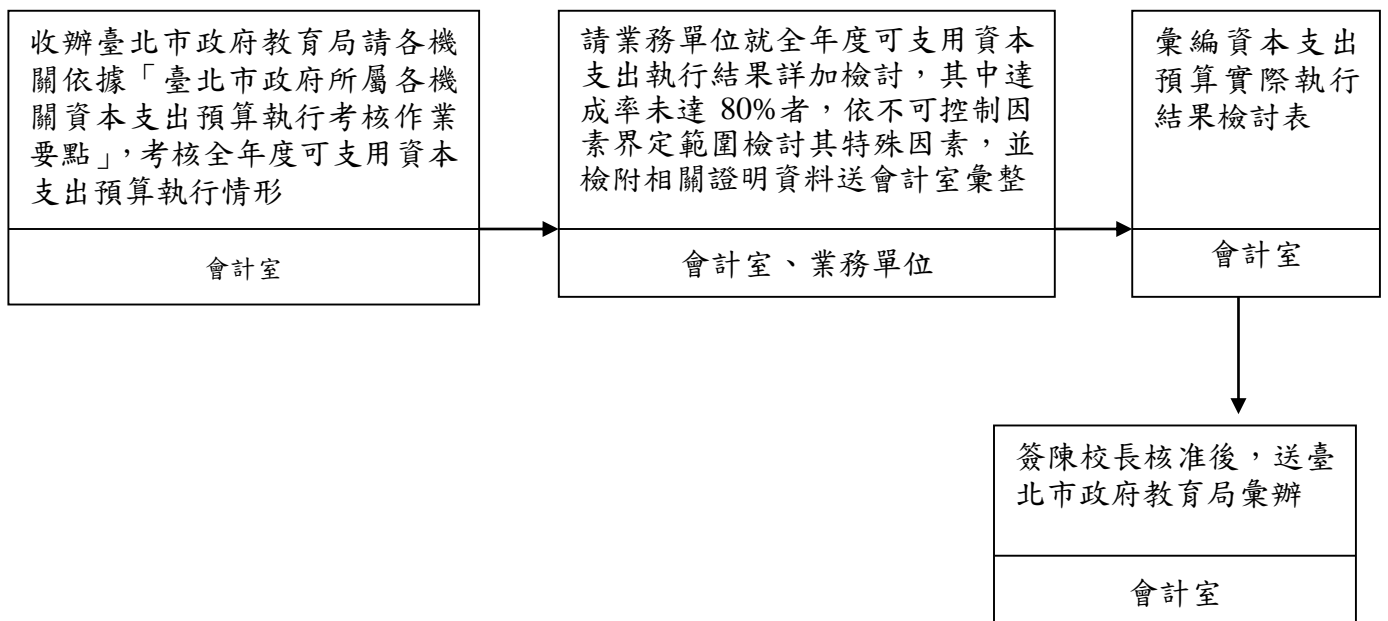 收辦臺北市政府教育局請各機
關依據「臺北市政府所屬各機
關資本支出預算執行考核作業
要點」,考核全年度可支用資本
支出預算執行情形
會計室
請業務單位就全年度可支用資本
支出執行結果詳加檢討,其中達
成率未達 80%者,依不可控制因
素界定範圍檢討其特殊因素,並
檢附相關證明資料送會計室彙整
會計室、業務單位
彙編資本支出
預算實際執行
結果檢討表
會計室
簽陳校長核准後,送臺
北市政府教育局彙辦
會計室